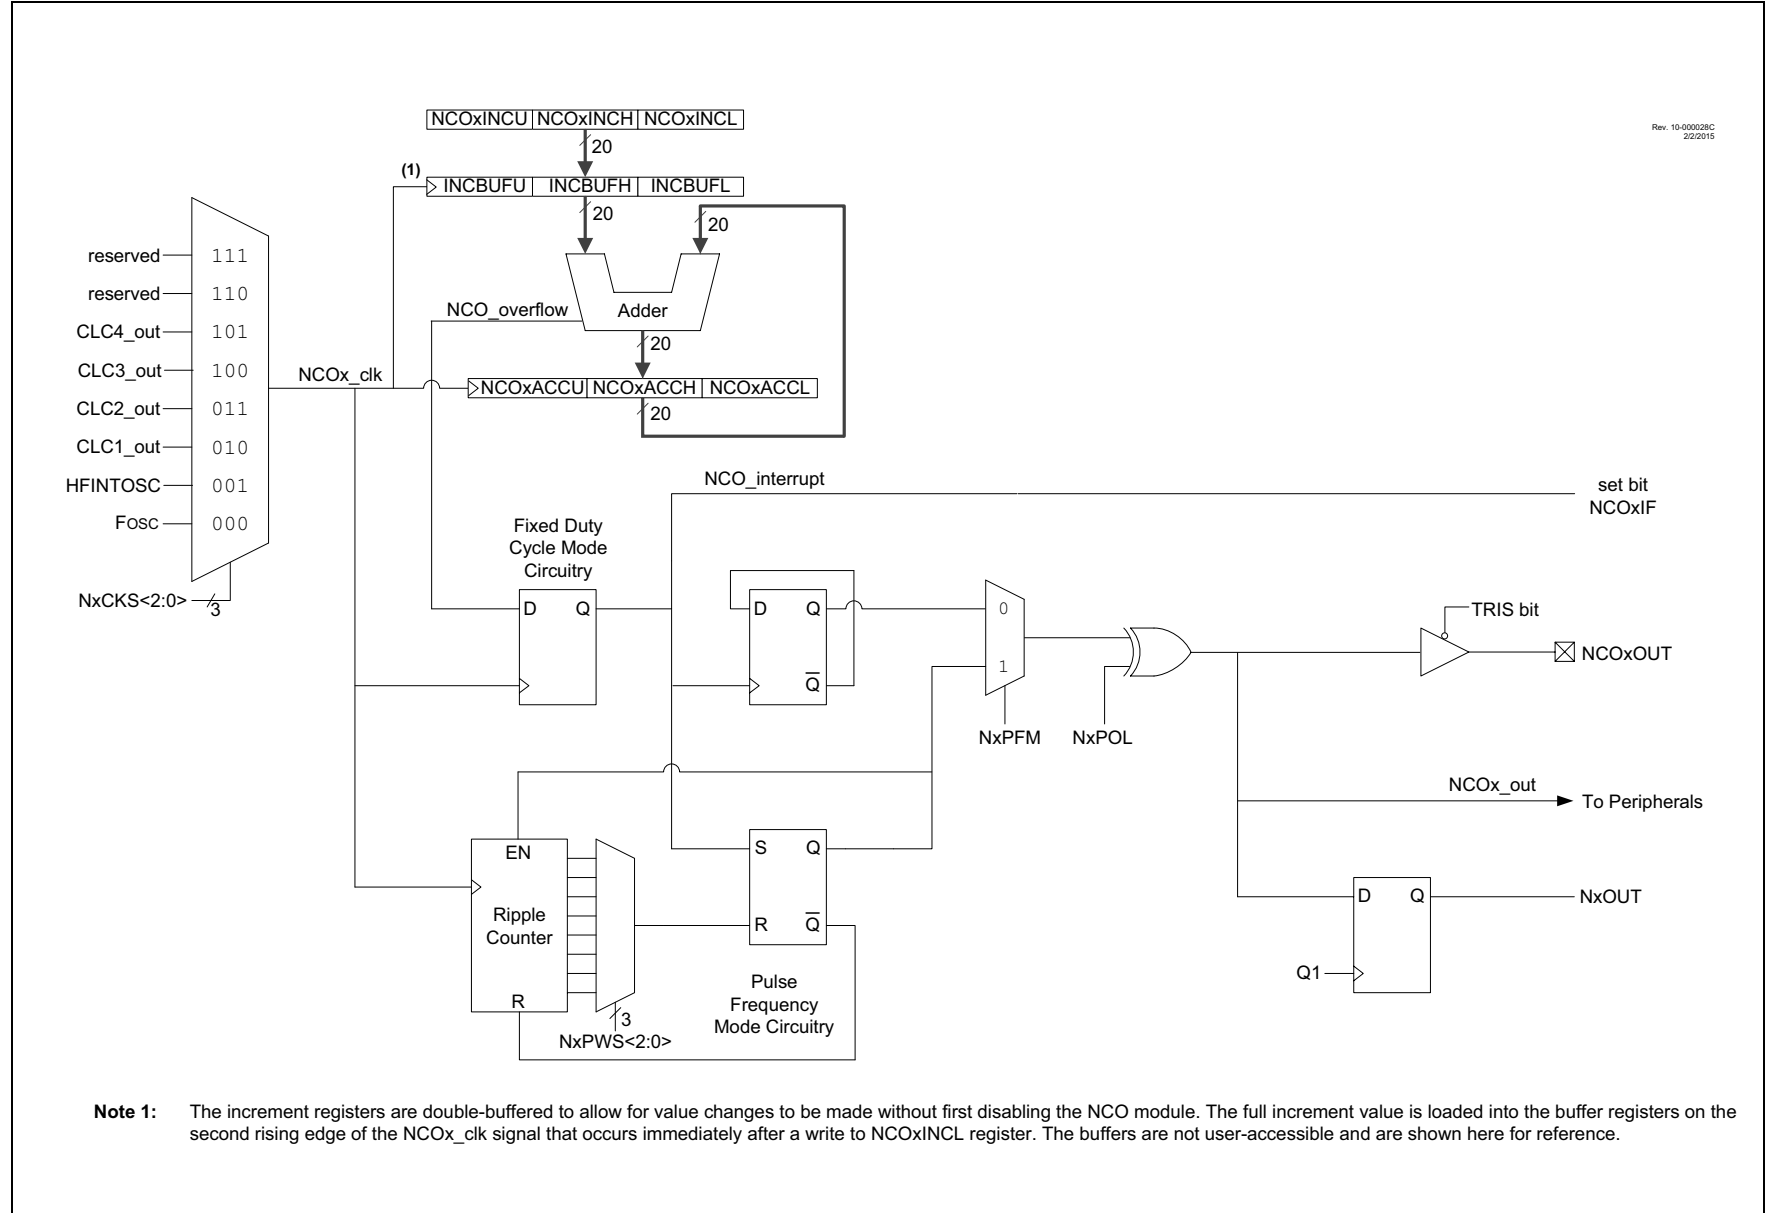 NCOxINCU NCOxINCH NCOxINCL
Rev. 10-000028C
2/2/2015
20
(1)
INCBUFU INCBUFH INCBUFL
20
20
reserved 111
reserved 110
CLC4_out 101
CLC3_out 100
CLC2_out 011
CLC1_out 010
HFINTOSC 001
FOSC 000
NxCKS<2:0>
3
NCOx_clk
NCO_overflow
Adder
20
NCOxACCU NCOxACCH NCOxACCL
20
NCO_interrupt
set bit
NCOxIF
Fixed Duty
Cycle Mode
Circuitry
D Q
D Q
Q
0
1
NxPFM
NxPOL
TRIS bit
NCOxOUT
NCOx_out
To Peripherals
EN
Ripple
Counter
R
3
NxPWS<2:0>
S Q
R Q
Pulse
Frequency
Mode Circuitry
D Q
NxOUT
Q1
Note 1: The increment registers are double-buffered to allow for value changes to be made without first disabling the NCO module. The full increment value is loaded into the buffer registers on the
second rising edge of the NCOx_clk signal that occurs immediately after a write to NCOxINCL register. The buffers are not user-accessible and are shown here for reference.